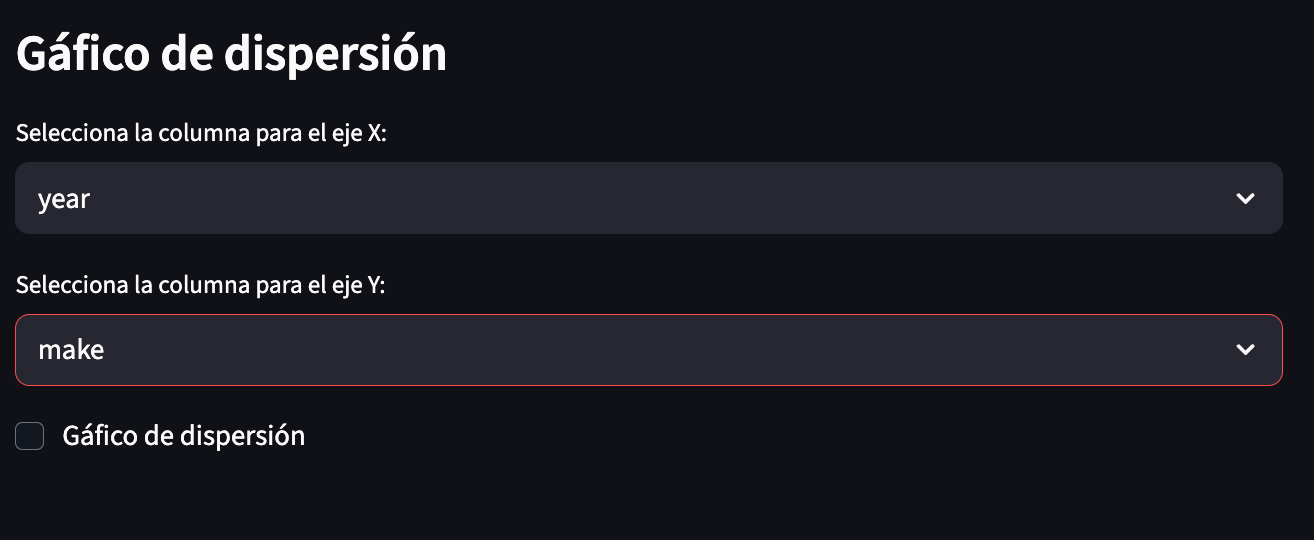 Gáfico de dispersión
Selecciona la columna para el eje X:
year
Selecciona la columna para el eje Y:
make
Gáfico de dispersión